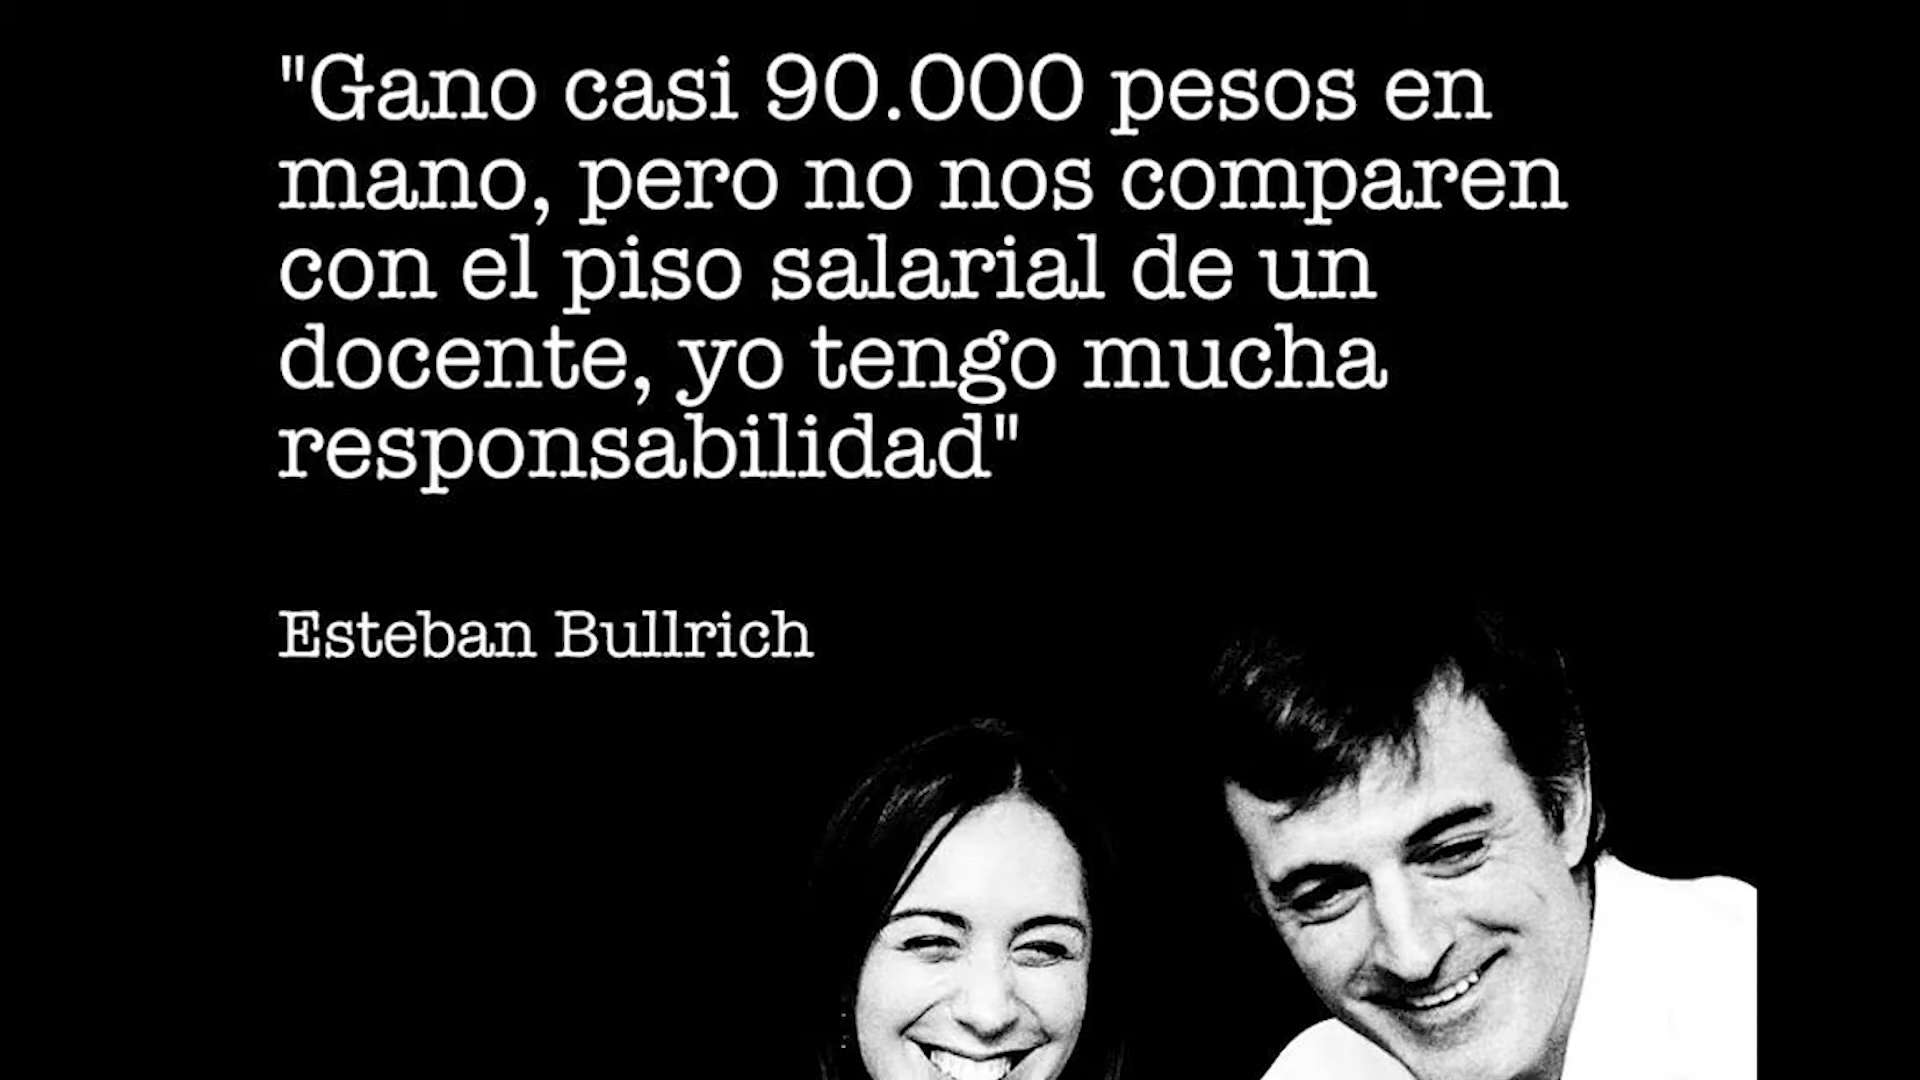 "Gano casi 90.000 pesos en
mano, pero no nos comparen
con el piso salarial de un
docente, yo tengo mucha
responsabilidad"
Esteban Bullrich